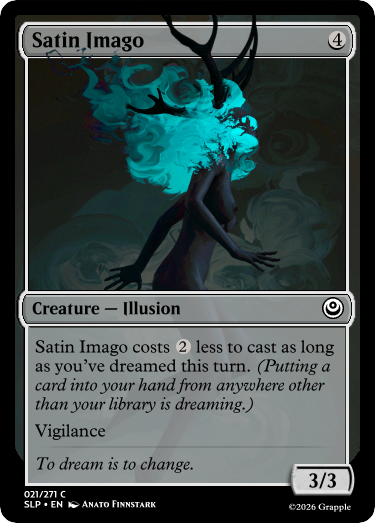 Satin Imago 4
Creature — Illusion
Satin Imago costs 2 less to cast as long
as you've dreamed this turn. (Putting a
card into your hand from anywhere other
than your library is dreaming.)
Vigilance
To dream is to change.
3/3
021/271 C
SLP • EN Anato Finnstark
©2026 Grapple